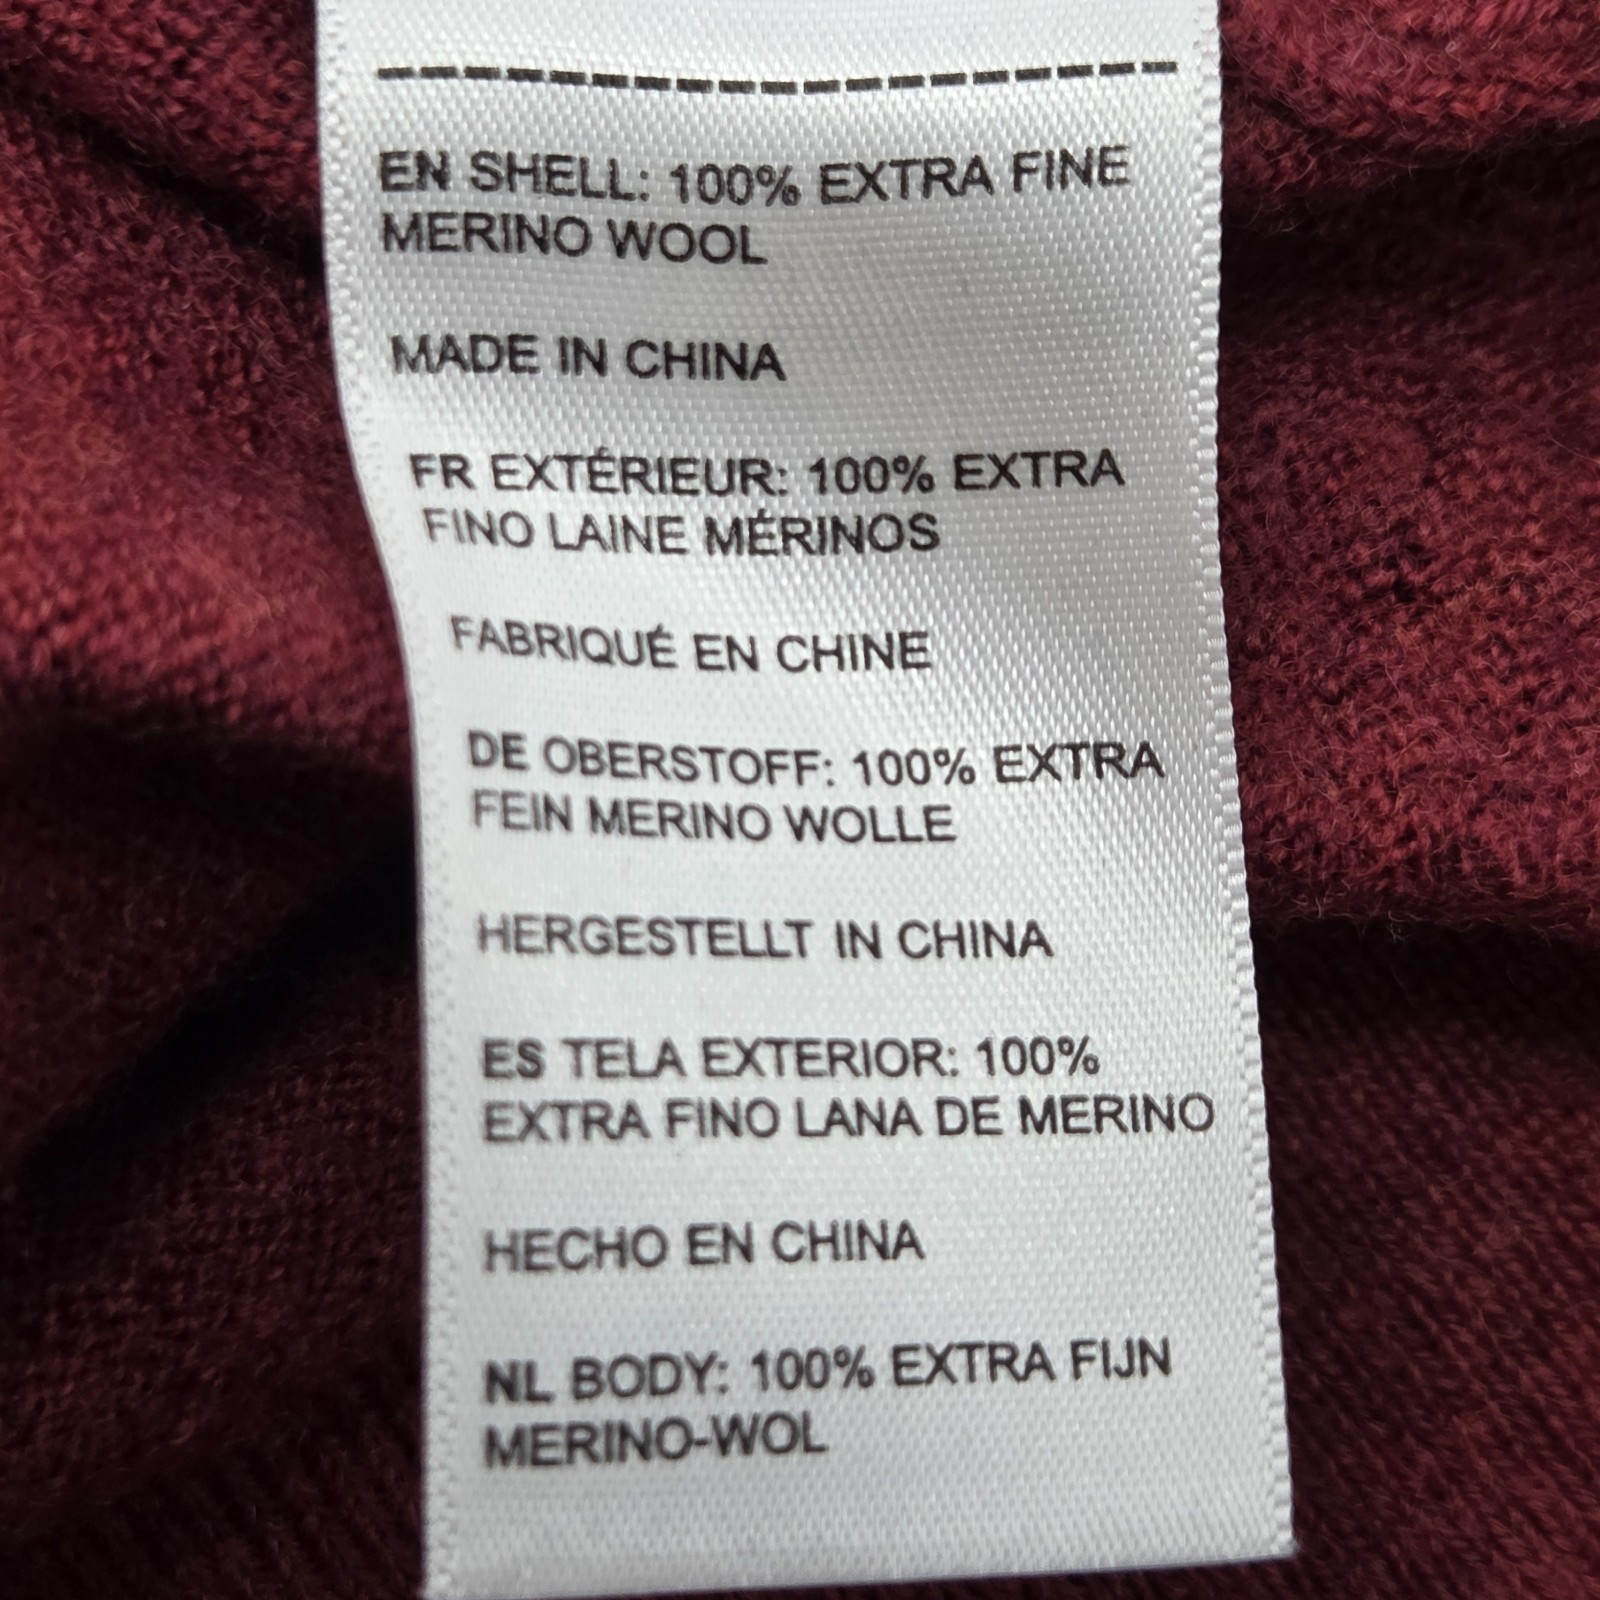 EN SHELL: 100% EXTRA FINE
MERINO WOOL
MADE IN CHINA
FR EXTÉRIEUR: 100% EXTRA
FINO LAINE MÉRINOS
FABRIQUÉ EN CHINE
DE OBERSTOFF: 100% EXTRA
FEIN MERINO WOLLE
HERGESTELLT IN CHINA
ES TELA EXTERIOR: 100%
EXTRA FINO LANA DE MERINO
HECHO EN CHINA
NL BODY: 100% EXTRA FIJN
MERINO-WOL